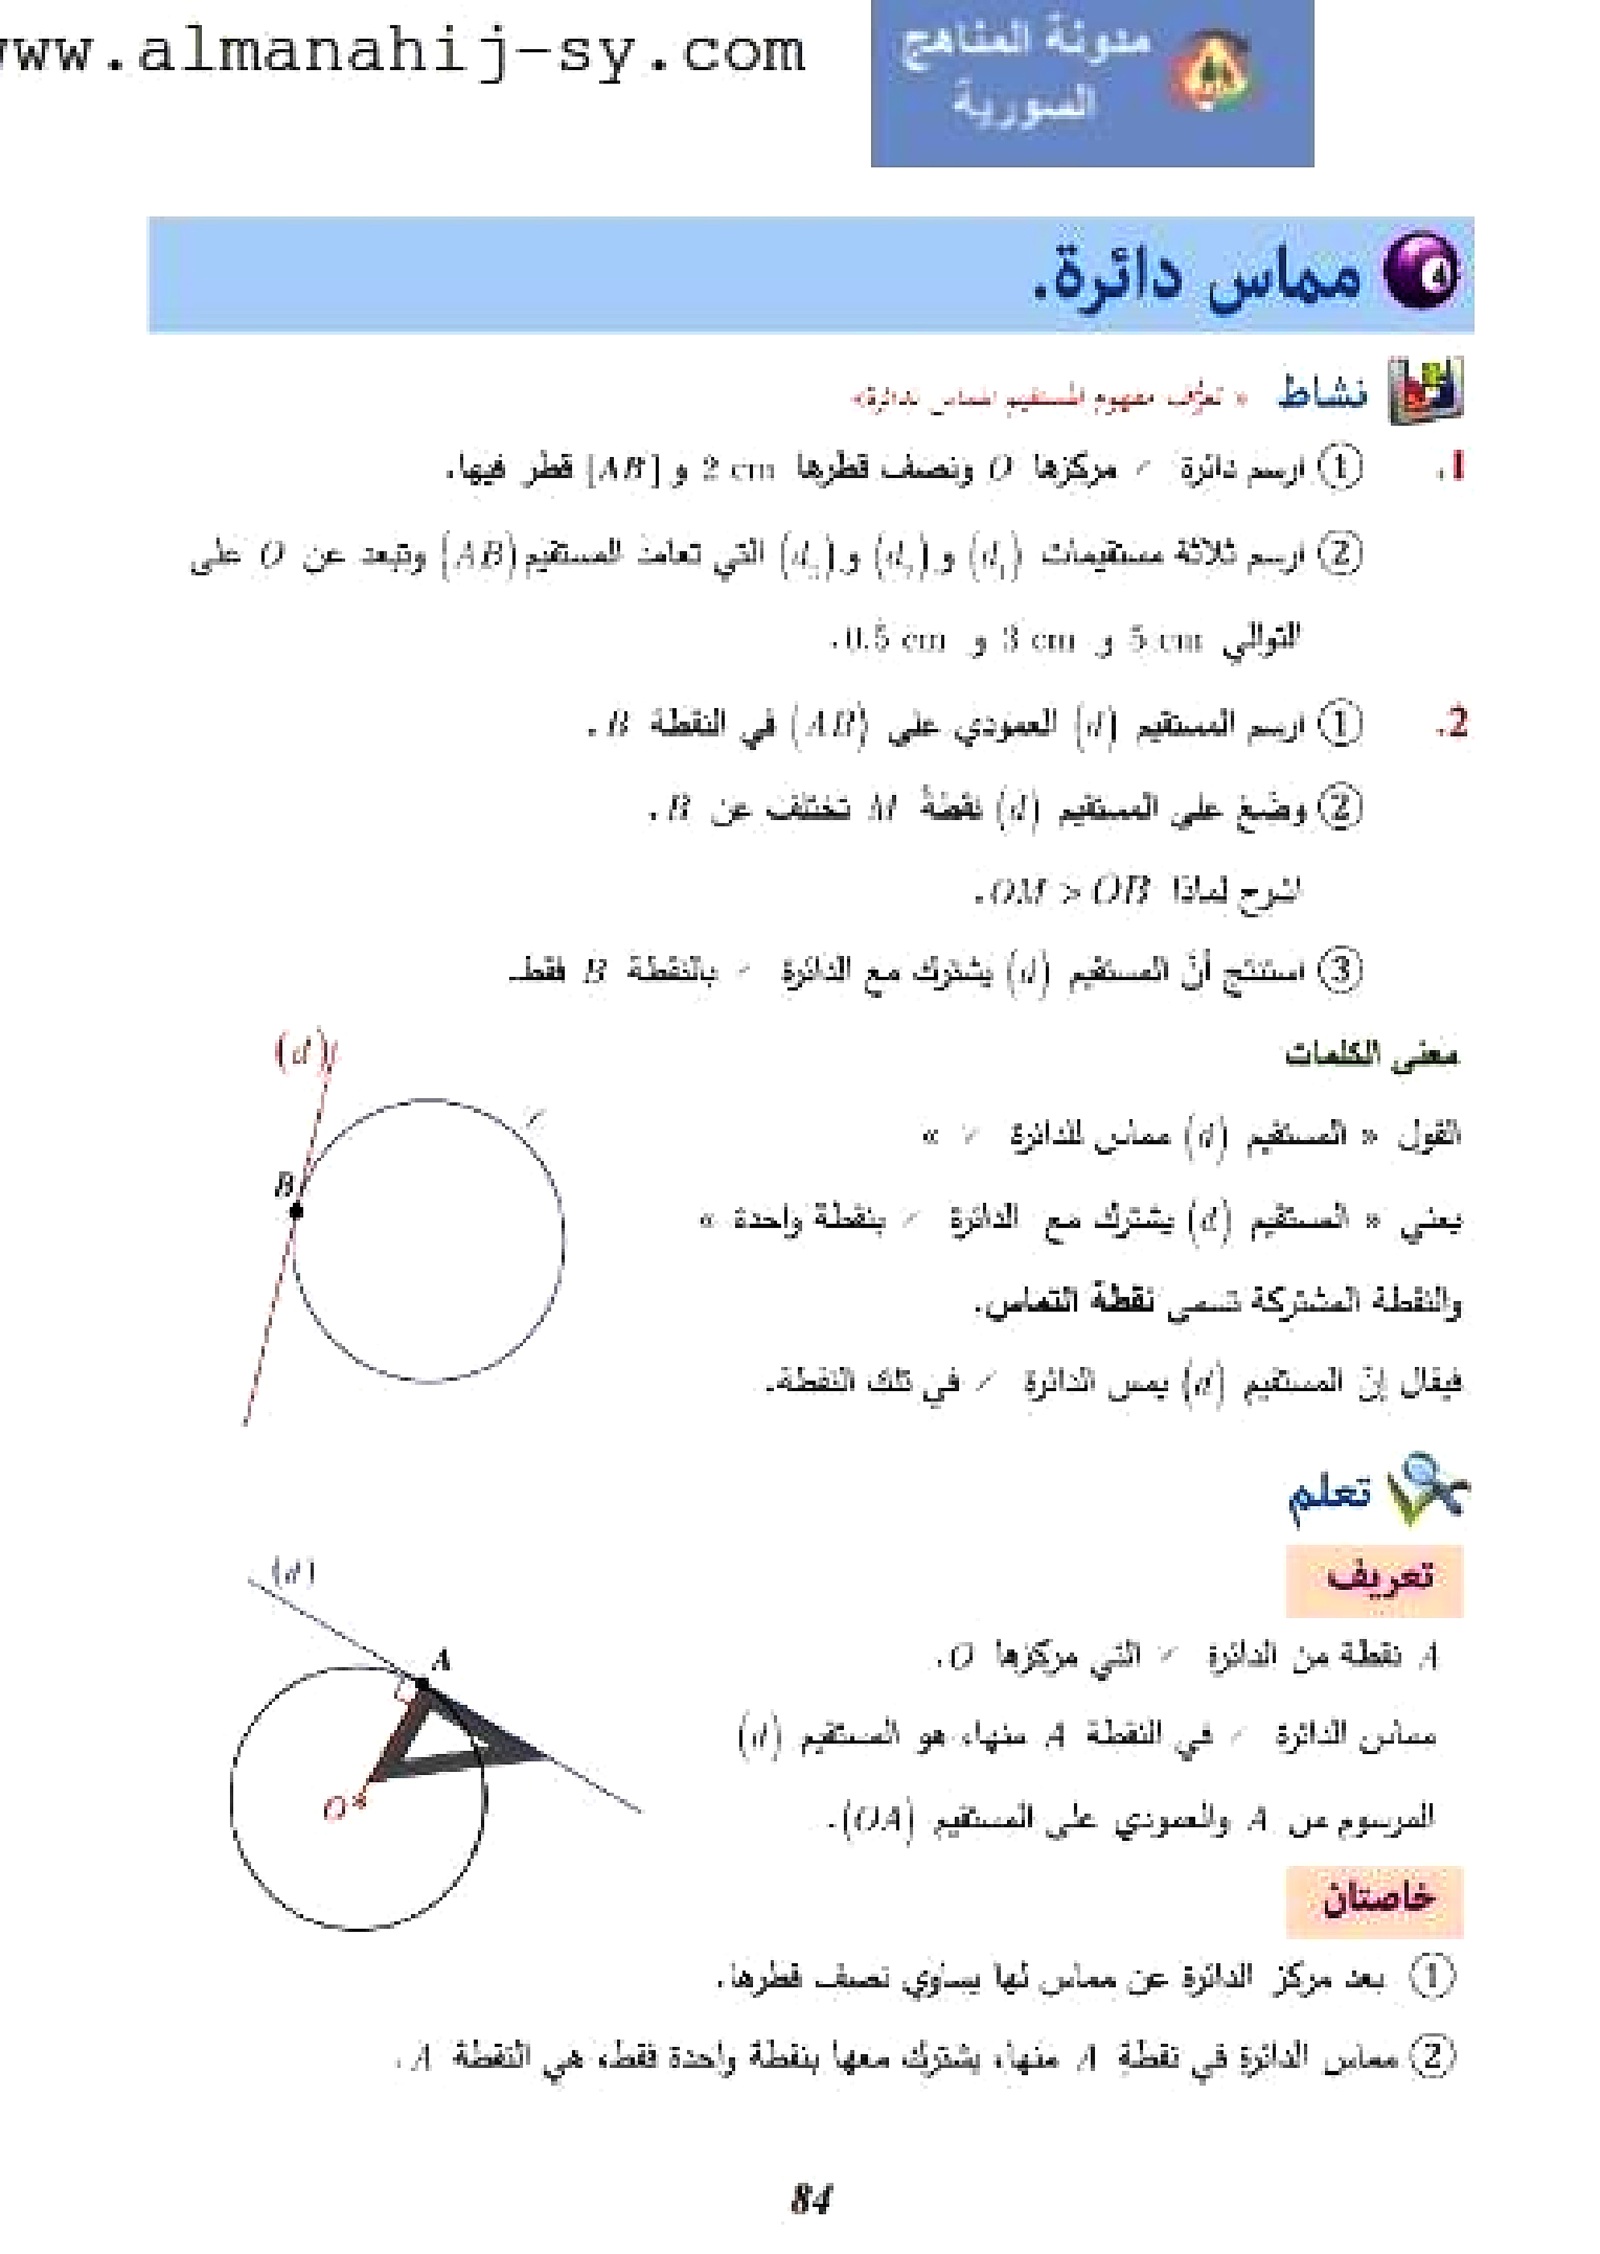 www.almanahij-sy.com
مدونة المناهج
السورية
4 مماس دائرة.
نشاط « تعرّف مفهوم المستقيم المماس لدائرة»
1. ① ارسم دائرة مركزها O ونصف قطرها 2 cm و [AB] قطر فيها.
② ارسم ثلاثة مستقيمات (d₁) و (d₂) و (d₃) التي تعامد المستقيم (AB) وتبعد عن O على
التوالي 5 cm و 3 cm و 0.5 cm.
2. ① ارسم المستقيم (d) العمودي على (AB) في النقطة B.
② وضَعْ على المستقيم (d) نقطةً M تختلف عن B.
اشرح لماذا OM > OB.
③ استنتج أنّ المستقيم (d) يشترك مع الدائرة بالنقطة B فقط.
معنى الكلمات
(d)
القول « المستقيم (d) مماس للدائرة »
B
يعني « المستقيم (d) يشترك مع الدائرة بنقطة واحدة »
والنقطة المشتركة تسمى نقطة التماس.
فيقال إنّ المستقيم (d) يمس الدائرة في تلك النقطة.
تعلم
تعريف
(d)
A
A نقطة من الدائرة التي مركزها O.
مماس الدائرة في النقطة A منها، هو المستقيم (d)
O
المرسوم من A والعمودي على المستقيم (OA).
خاصتان
① بعد مركز الدائرة عن مماس لها يساوي نصف قطرها.
② مماس الدائرة في نقطة A منها، يشترك معها بنقطة واحدة فقط، هي النقطة A.
84